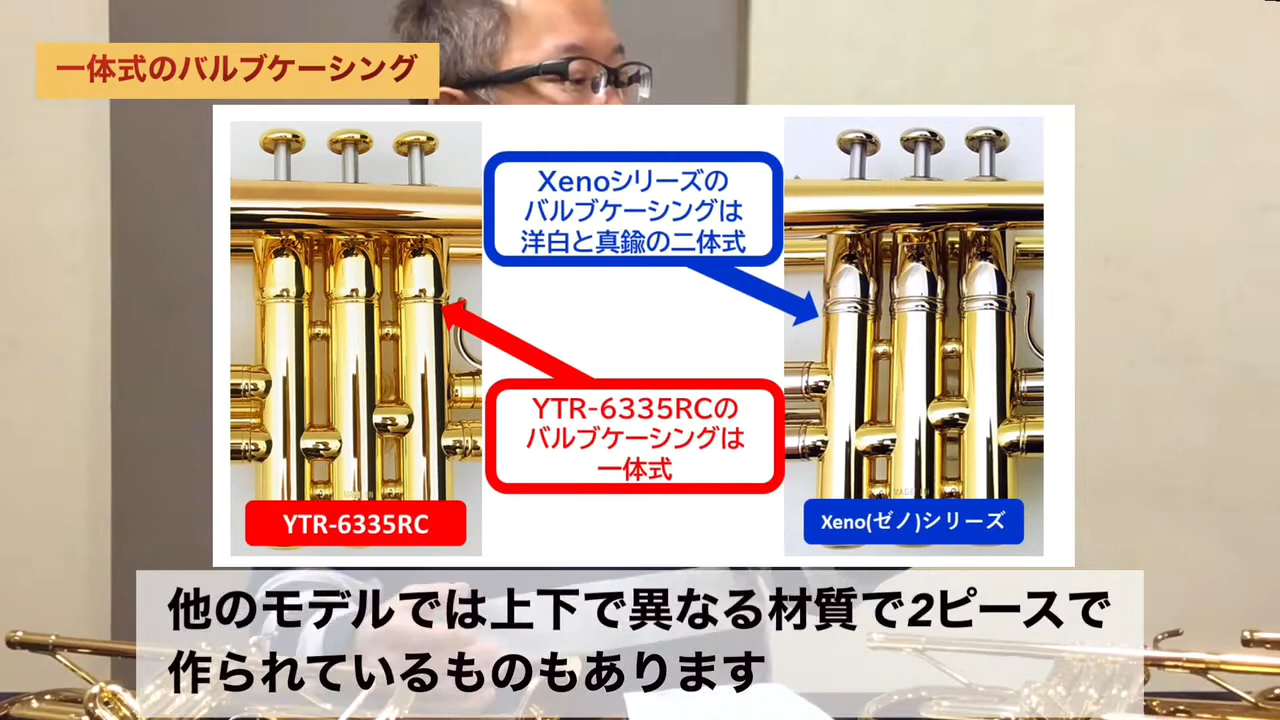 一体式のバルブケーシング
Xenoシリーズの
バルブケーシングは
洋白と真鍮の二体式
YTR-6335RCの
バルブケーシングは
一体式
YTR-6335RC
Xeno(ゼノ)シリーズ
他のモデルでは上下で異なる材質で2ピースで
作られているものもあります